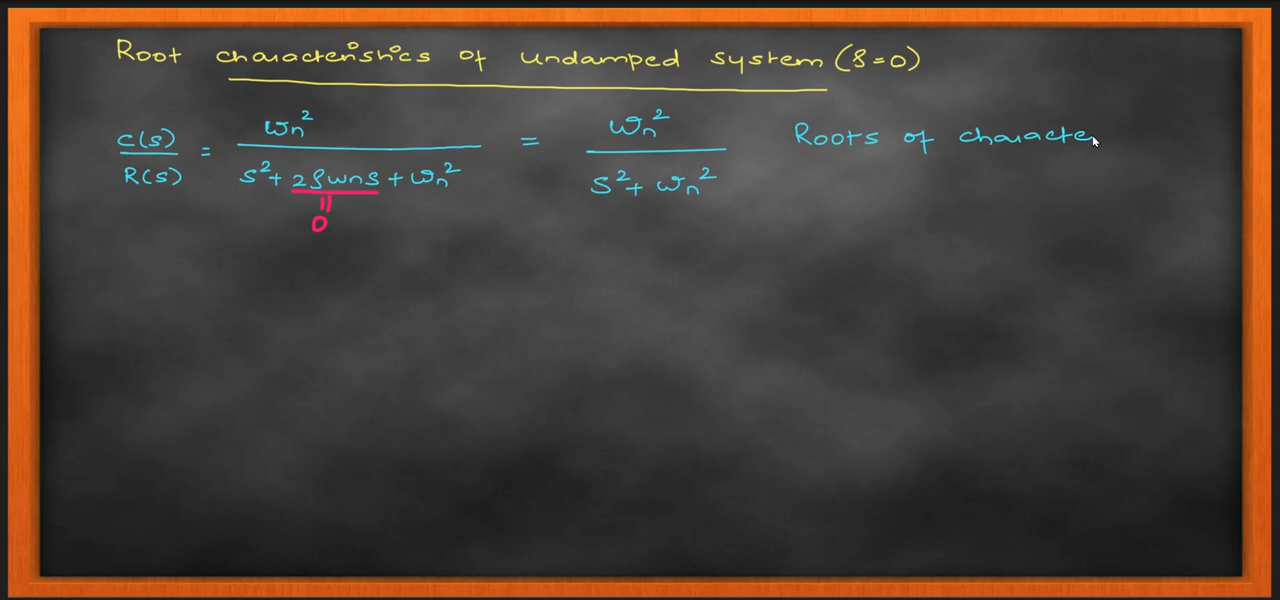 Root characteristics of undamped system (ξ=0)
C(S)/R(S) = ωn²/(S²+2ξωnS+ωn²) = ωn²/(S²+ωn²) Roots of characte
||
0